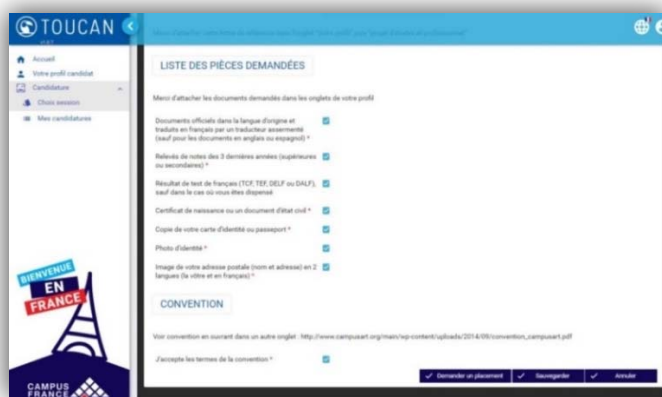 TOUCAN
Accueil
Votre profil candidat
Candidature
Choix session
Mes candidatures
BIENVENUE
EN
FRANCE
CAMPUS
FRANCE
LISTE DES PIÈCES DEMANDÉES
Merci d'attacher les documents demandés dans les onglets de votre profil
Documents officiels dans la langue d'origine et
traduits en français par un traducteur assermenté
(sauf pour les documents en anglais ou espagnol) *
Relevés de notes des 3 dernières années (supérieures
ou secondaires) *
Résultat de test de français (TCF, TEF, DELF ou DALF),
sauf dans le cas où vous êtes dispensé
Certificat de naissance ou un document d'état civil *
Copie de votre carte d'identité ou passeport *
Photo d'identité *
Image de votre adresse postale (nom et adresse) en 2
langues (la vôtre et en français) *
CONVENTION
Voir convention en ouvrant dans un autre onglet : http://www.campusart.org/main/wp-content/uploads/2014/09/convention_campusart.pdf
J'accepte les termes de la convention *
Demander un placement
Sauvegarder
Annuler